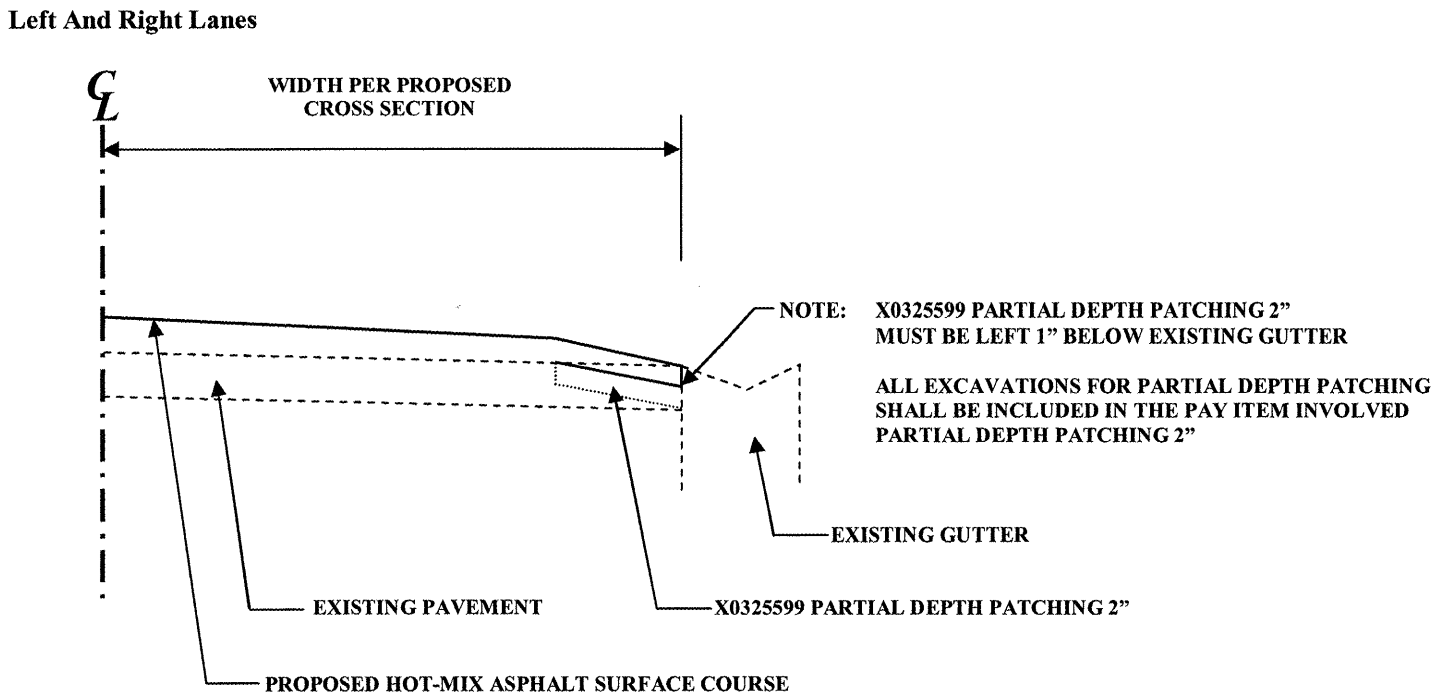 Left And Right Lanes
CL
WIDTH PER PROPOSED
CROSS SECTION
NOTE: X0325599 PARTIAL DEPTH PATCHING 2”
MUST BE LEFT 1” BELOW EXISTING GUTTER
ALL EXCAVATIONS FOR PARTIAL DEPTH PATCHING
SHALL BE INCLUDED IN THE PAY ITEM INVOLVED
PARTIAL DEPTH PATCHING 2”
EXISTING GUTTER
EXISTING PAVEMENT
X0325599 PARTIAL DEPTH PATCHING 2”
PROPOSED HOT-MIX ASPHALT SURFACE COURSE